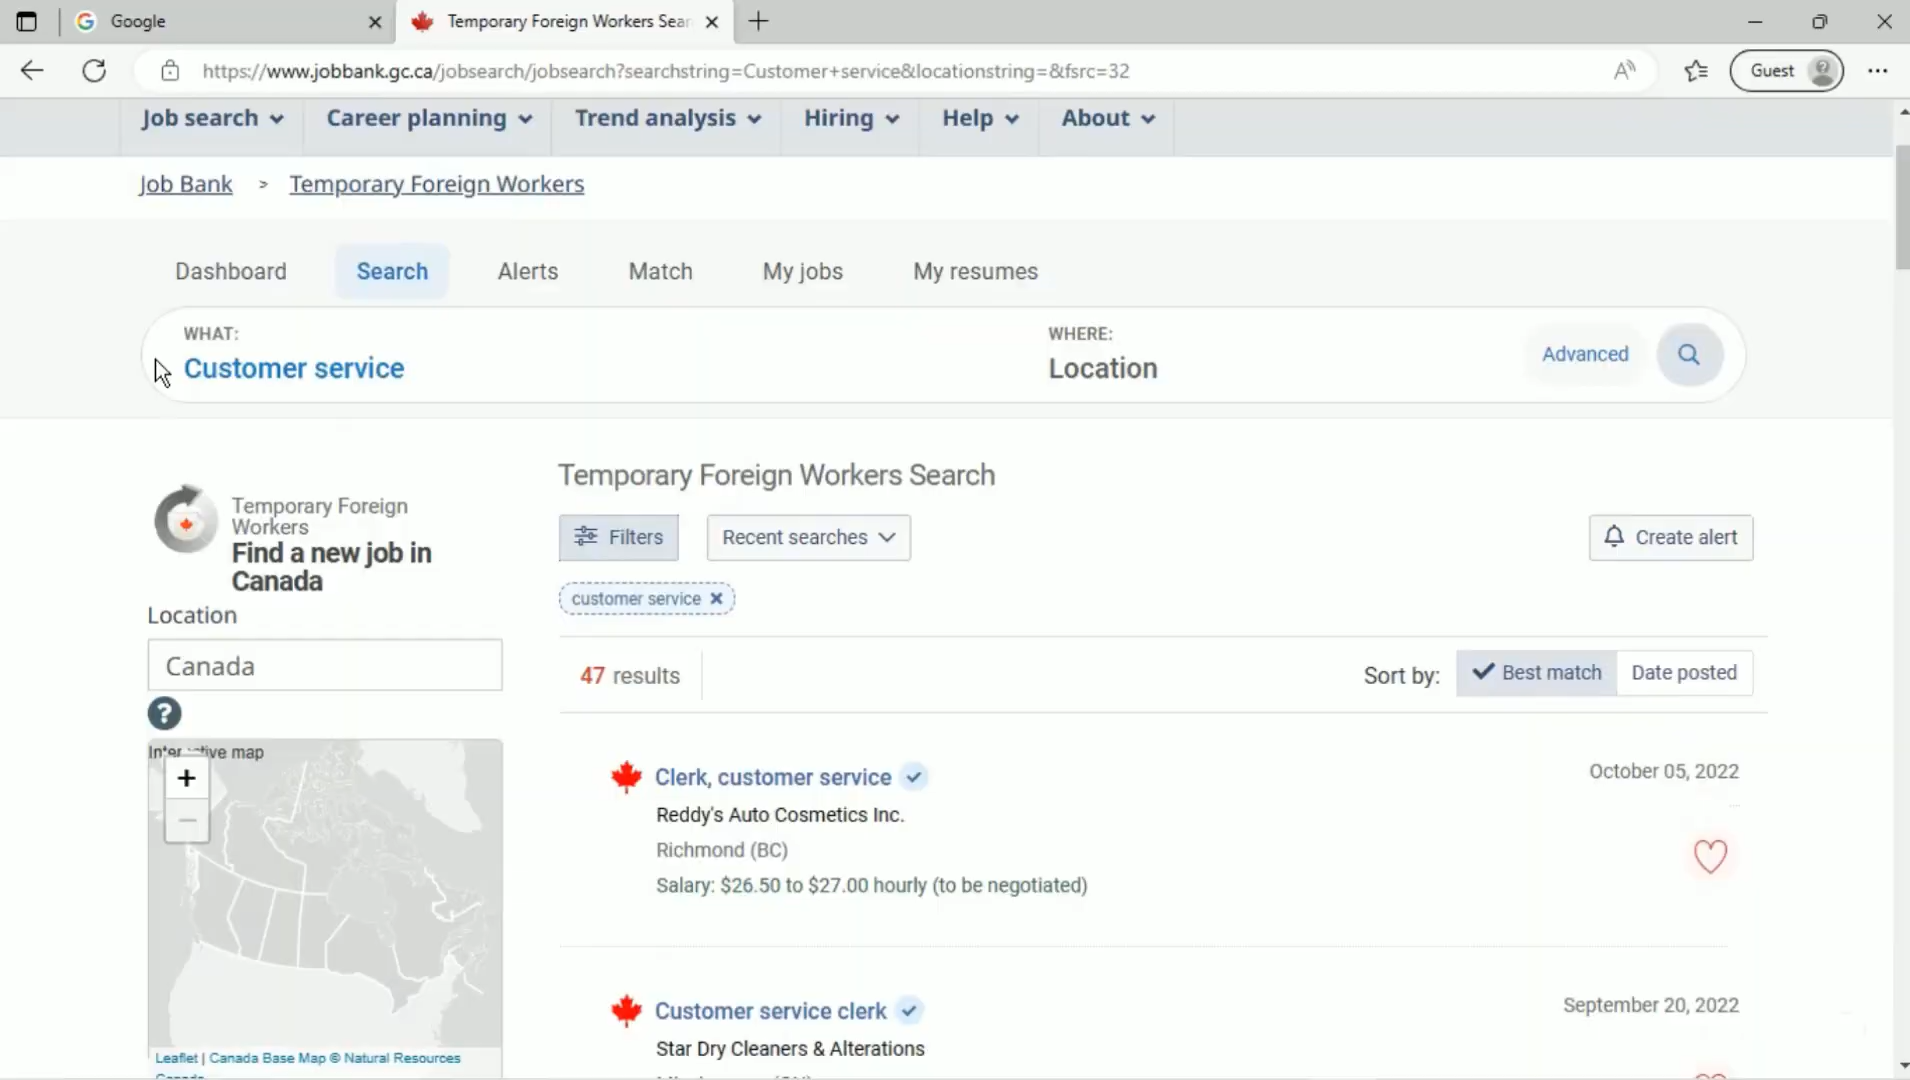 Google
Temporary Foreign Workers Sear
https://www.jobbank.gc.ca/jobsearch/jobsearch?searchstring=Customer+service&locationstring=&fsrc=32
Guest
Job search
Career planning
Trend analysis
Hiring
Help
About
Job Bank > Temporary Foreign Workers
Dashboard
Search
Alerts
Match
My jobs
My resumes
WHAT:
Customer service
WHERE:
Location
Advanced
Temporary Foreign
Workers
Find a new job in
Canada
Location
Canada
?
Interactive map
+
−
Leaflet | Canada Base Map © Natural Resources
Canada
Temporary Foreign Workers Search
Filters
Recent searches
Create alert
customer service ×
47 results
Sort by:
Best match
Date posted
Clerk, customer service
October 05, 2022
Reddy's Auto Cosmetics Inc.
Richmond (BC)
Salary: $26.50 to $27.00 hourly (to be negotiated)
Customer service clerk
September 20, 2022
Star Dry Cleaners & Alterations